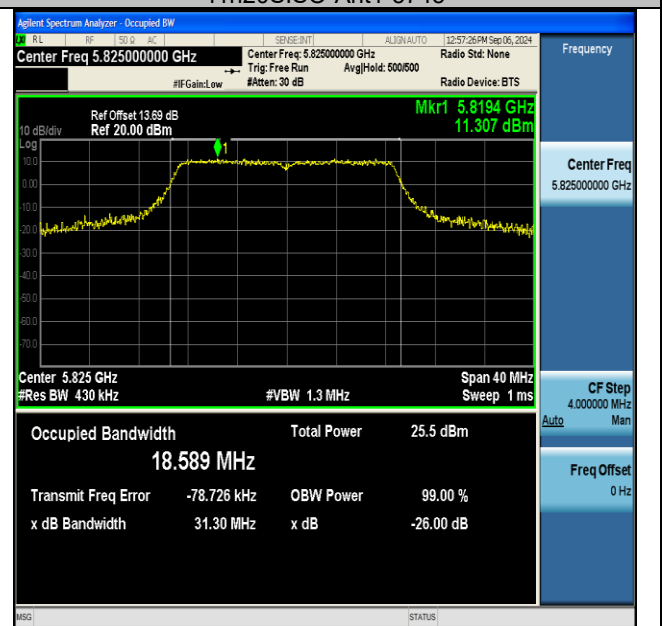 Agilent Spectrum Analyzer - Occupied BW
LXI RL RF 50 Ω AC SENSE:INT ALIGN AUTO 12:57:26 PM Sep 06, 2024
Center Freq 5.825000000 GHz
Center Freq: 5.825000000 GHz
Radio Std: None
Trig: Free Run Avg|Hold: 500/500
#IFGain:Low
#Atten: 30 dB
Radio Device: BTS
Frequency
Ref Offset 13.69 dB
Mkr1 5.8194 GHz
10 dB/div Ref 20.00 dBm
11.307 dBm
Log
1
10.0
0.00
-10.0
-20.0
-30.0
-40.0
-50.0
-60.0
-70.0
Center 5.825 GHz
Span 40 MHz
#Res BW 430 kHz
#VBW 1.3 MHz
Sweep 1 ms
Center Freq
5.825000000 GHz
CF Step
4.000000 MHz
Auto Man
Freq Offset
0 Hz
Occupied Bandwidth
Total Power 25.5 dBm
18.589 MHz
Transmit Freq Error -78.726 kHz OBW Power 99.00 %
x dB Bandwidth 31.30 MHz x dB -26.00 dB
MSG
STATUS